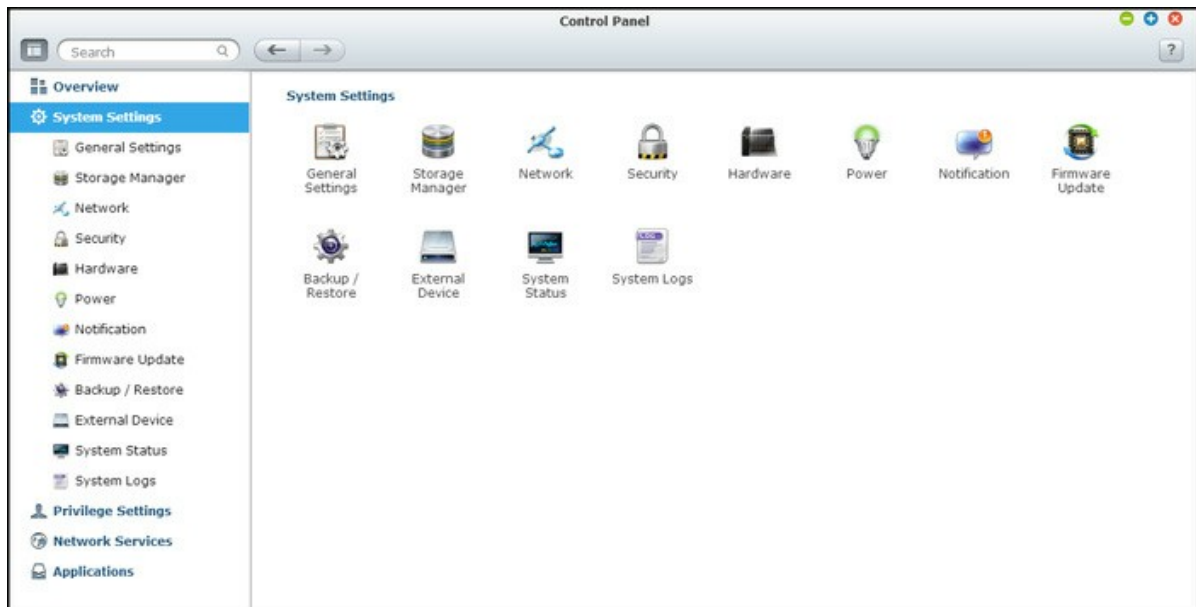 Control Panel
Search
?
Overview
System Settings
General Settings
Storage Manager
Network
Security
Hardware
Power
Notification
Firmware Update
Backup / Restore
External Device
System Status
System Logs
Privilege Settings
Network Services
Applications
System Settings
General
Settings
Storage
Manager
Network
Security
Hardware
Power
Notification
Firmware
Update
Backup /
Restore
External
Device
System
Status
LOG
System Logs